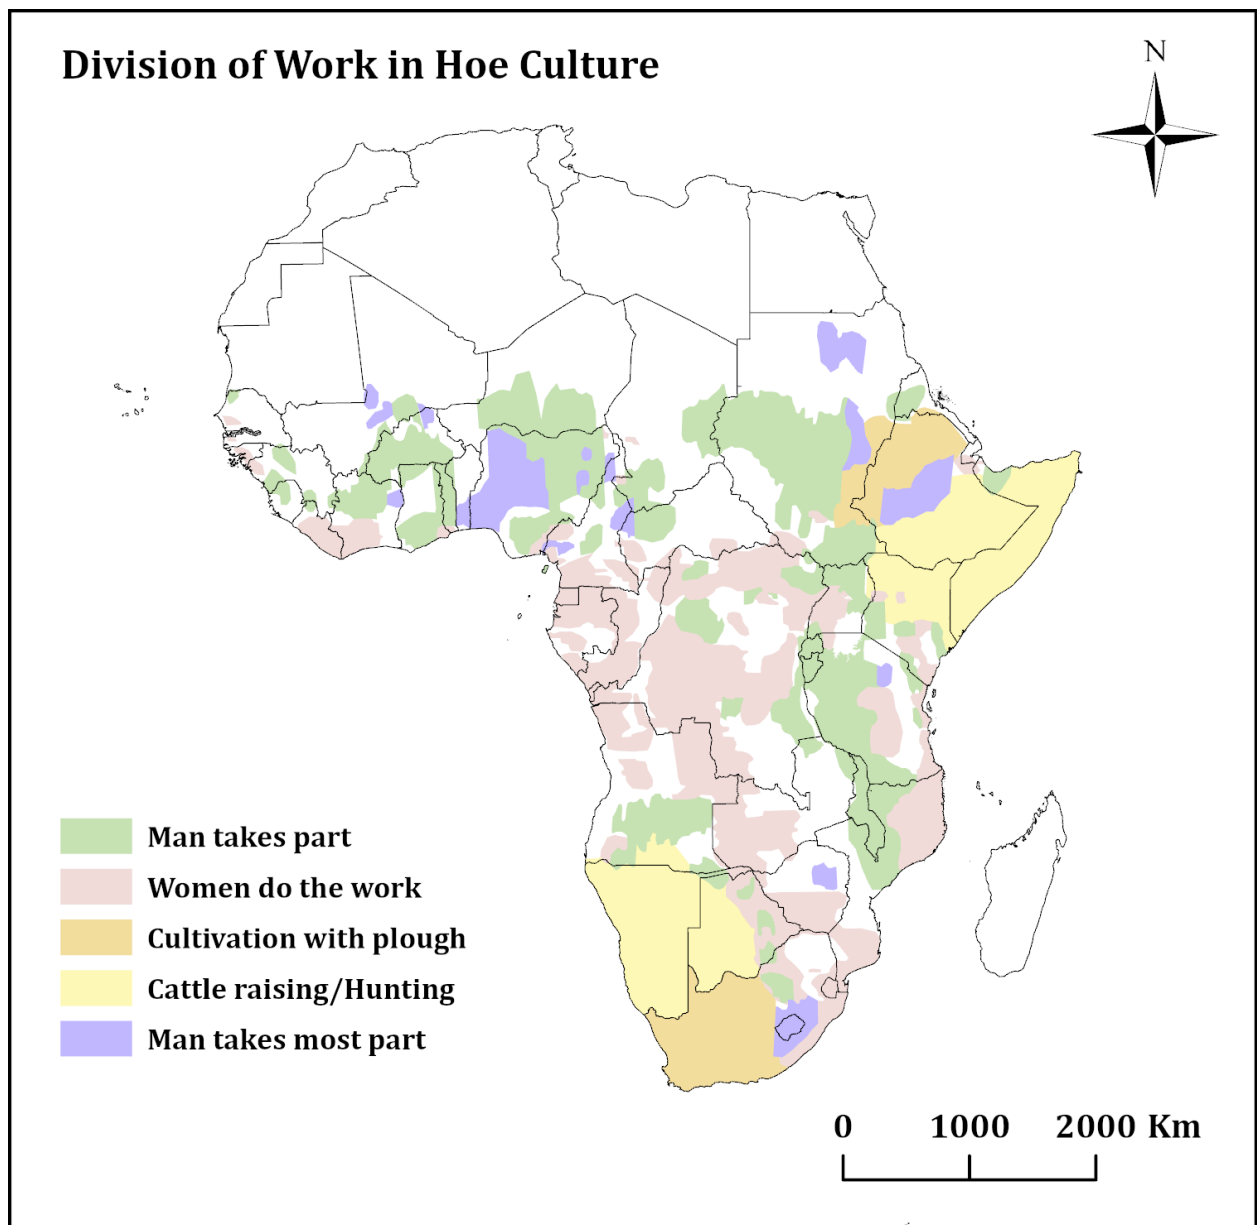 Division of Work in Hoe Culture
N
Man takes part
Women do the work
Cultivation with plough
Cattle raising/Hunting
Man takes most part
0 1000 2000 Km